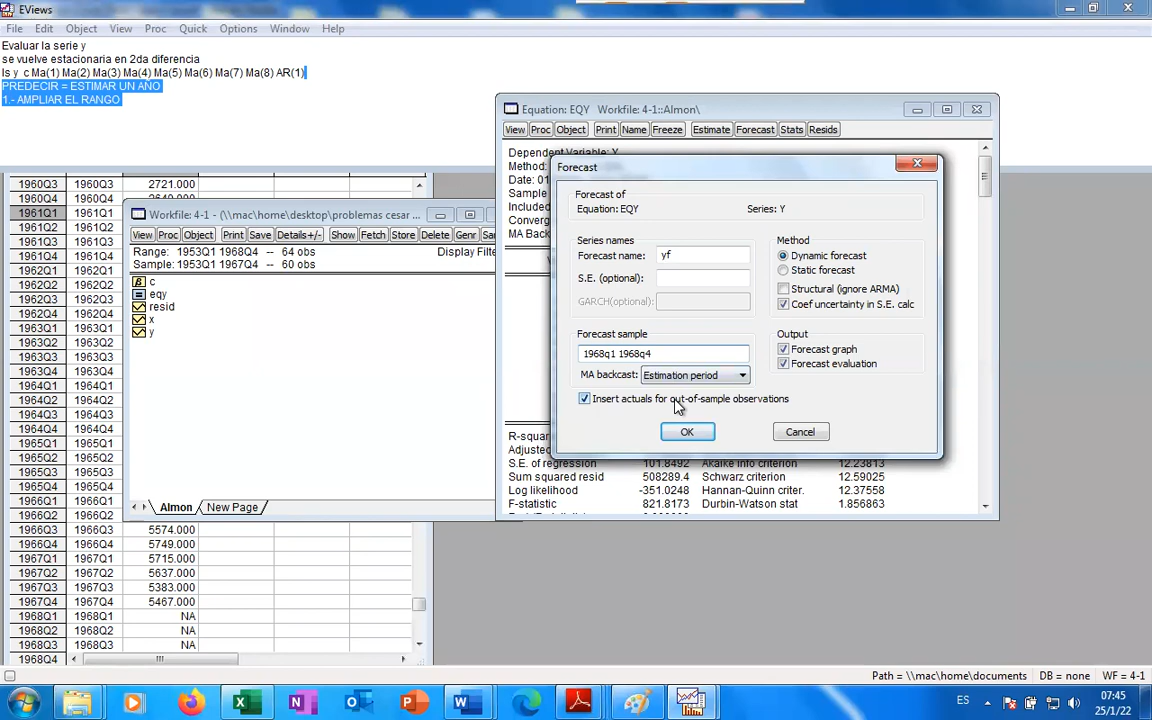 EViews
File Edit Object View Proc Quick Options Window Help
Evaluar la serie y
se vuelve estacionaria en 2da diferencia
ls y c Ma(1) Ma(2) Ma(3) Ma(4) Ma(5) Ma(6) Ma(7) Ma(8) AR(1)
PREDECIR = ESTIMAR UN AÑO
1.- AMPLIAR EL RANGO
1960Q3 1960Q3 2721.000
1960Q4 1960Q4
1961Q1 1961Q1
1961Q2 1961Q2
1961Q3 1961Q3
1961Q4 1961Q4
1962Q1 1962Q1
1962Q2 1962Q2
1962Q3 1962Q3
1962Q4 1962Q4
1963Q1 1963Q1
1963Q2 1963Q2
1963Q3 1963Q3
1963Q4 1963Q4
1964Q1 1964Q1
1964Q2 1964Q2
1964Q3 1964Q3
1964Q4 1964Q4
1965Q1 1965Q1
1965Q2 1965Q2
1965Q3 1965Q3
1965Q4 1965Q4
1966Q1 1966Q1
1966Q2 1966Q2
1966Q3 1966Q3 5574.000
1966Q4 1966Q4 5749.000
1967Q1 1967Q1 5715.000
1967Q2 1967Q2 5637.000
1967Q3 1967Q3 5383.000
1967Q4 1967Q4 5467.000
1968Q1 1968Q1 NA
1968Q2 1968Q2 NA
1968Q3 1968Q3 NA
1968Q4
Workfile: 4-1 - (\\mac\home\desktop\problemas cesar ...
View Proc Object Print Save Details+/- Show Fetch Store Delete Genr
Range: 1953Q1 1968Q4 -- 64 obs
Display
Sample: 1953Q1 1967Q4 -- 60 obs
c
eqy
resid
x
y
Almon New Page
Equation: EQY Workfile: 4-1::Almon\
View Proc Object Print Name Freeze Estimate Forecast Stats Resids
Dependent Variable: Y
Method:
Date:
Sample
MA
Forecast
Forecast of
Equation: EQY Series: Y
Series names
Forecast name: yf
S.E. (optional):
GARCH(optional):
Forecast sample
1968q1 1968q4
MA backcast: Estimation period
Insert actuals for out-of-sample observations
Method
Dynamic forecast
Static forecast
Structural (ignore ARMA)
Coef uncertainty in S.E. calc
Output
Forecast graph
Forecast evaluation
OK Cancel
S.E. of regression 101.8492 Akaike info criterion 12.23813
Sum squared resid 508289.4 Schwarz criterion 12.59025
Log likelihood -351.0248 Hannan-Quinn criter. 12.37558
F-statistic 821.8173 Durbin-Watson stat 1.856863
Path = \\mac\home\documents DB = none WF = 4-1
ES
07:45
25/1/22